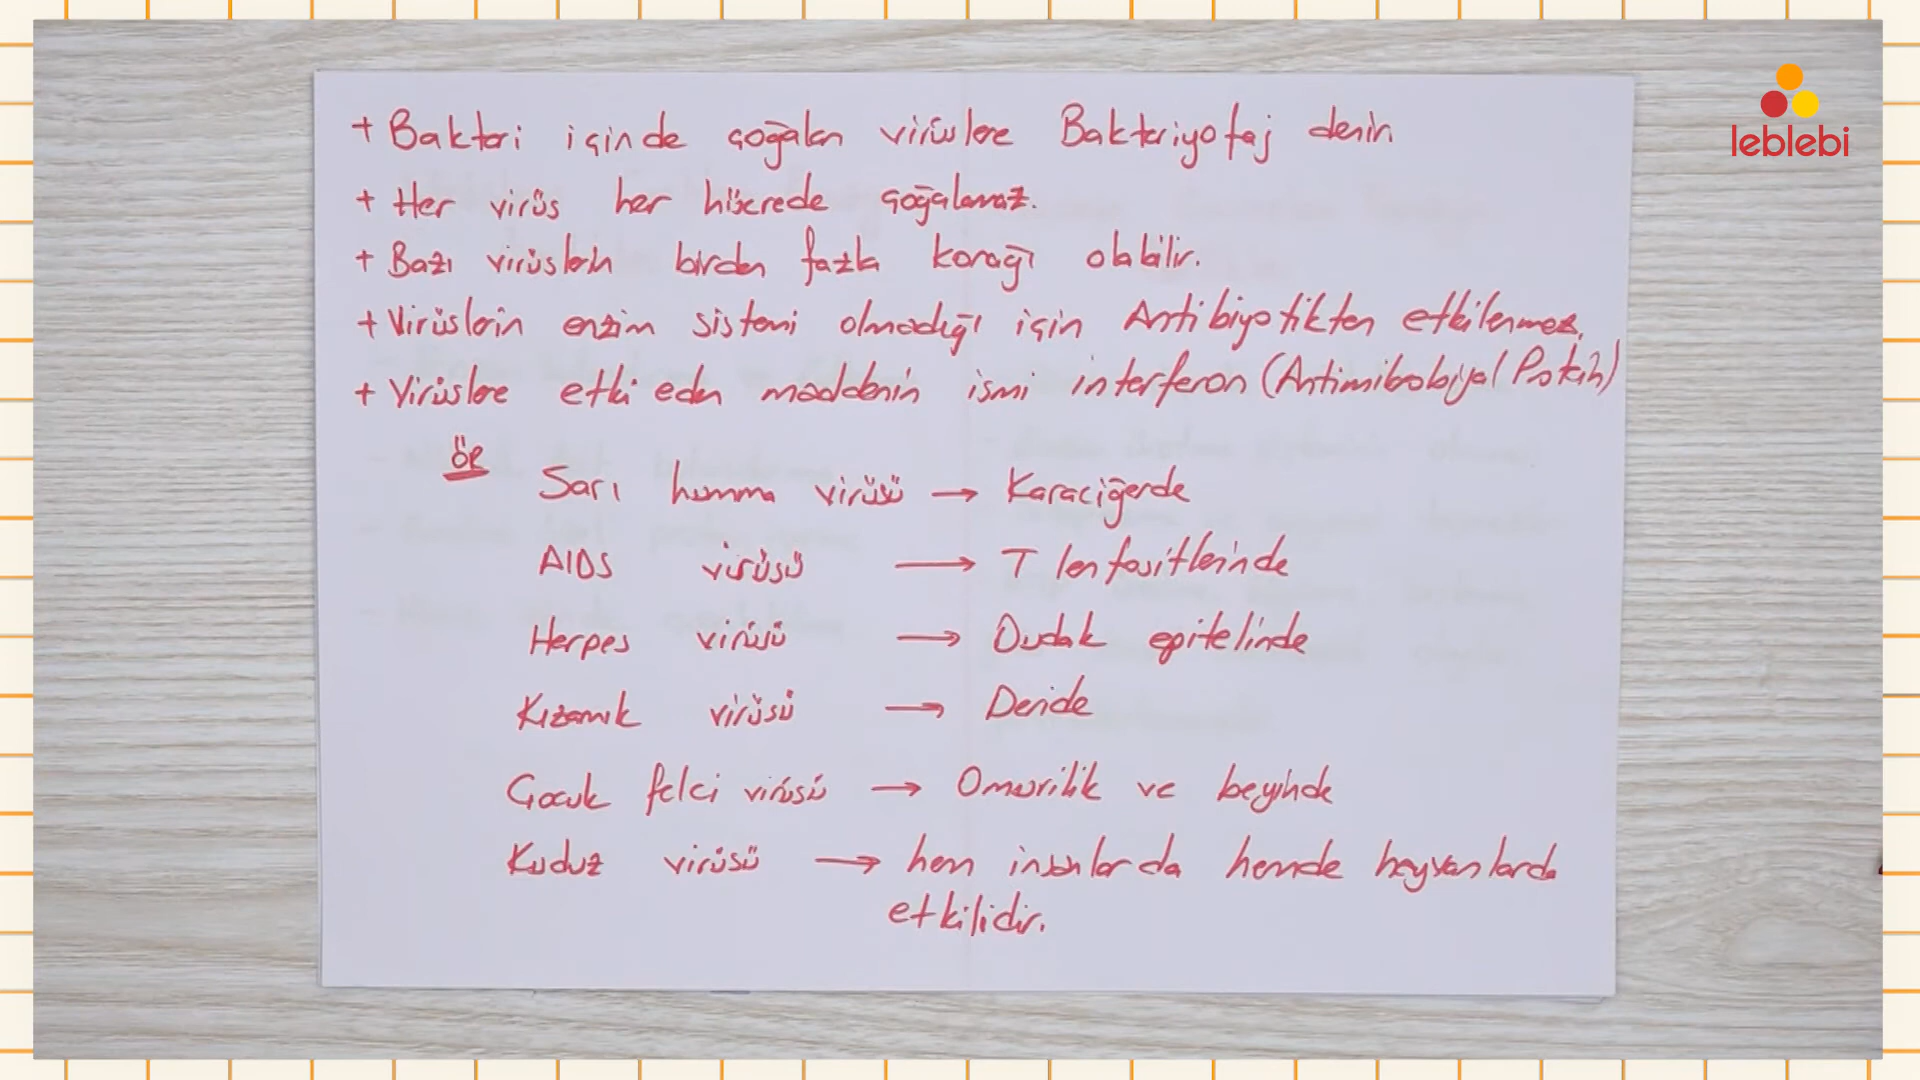 + Bakteri içinde çoğalan virüslere Bakteriyofaj denir
leblebi
+ Her virüs her hücrede çoğalamaz.
+ Bazı virüslerin birden fazla konağı olabilir.
+ Virüslerin enzim sistemi olmadığı için Antibiyotikten etkilenmez.
+ Virüslere etki eden maddenin ismi interferon (Antimikrobiyal Protein)
ÖR
Sarı humma virüsü → Karaciğerde
AIDS virüsü → T lenfositlerinde
Herpes virüsü → Dudak epitelinde
Kızamık virüsü → Deride
Çocuk felci virüsü → Omurilik ve beyinde
Kuduz virüsü → hem insanlarda hemde hayvanlarda
etkilidir.